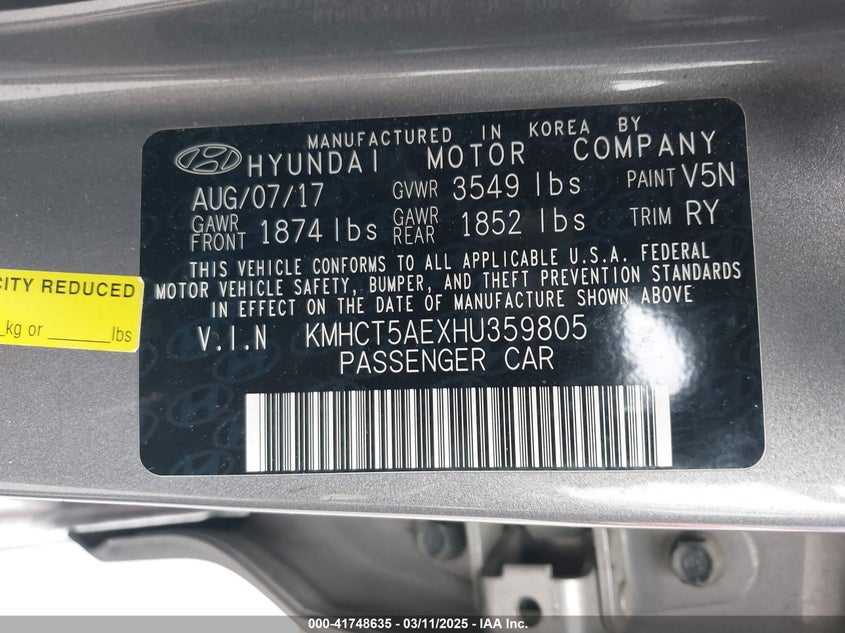 MANUFACTURED IN KOREA BY
HYUNDAI MOTOR COMPANY
AUG/07/17 GVWR 3549 lbs PAINT V5N
GAWR FRONT 1874 lbs GAWR REAR 1852 lbs TRIM RY
THIS VEHICLE CONFORMS TO ALL APPLICABLE U.S.A. FEDERAL
MOTOR VEHICLE SAFETY, BUMPER, AND THEFT PREVENTION STANDARDS
IN EFFECT ON THE DATE OF MANUFACTURE SHOWN ABOVE
V.I.N KMHCT5AEXHU359805
PASSENGER CAR
CITY REDUCED
kg or ______lbs
000-41748635 - 03/11/2025 - IAA Inc.